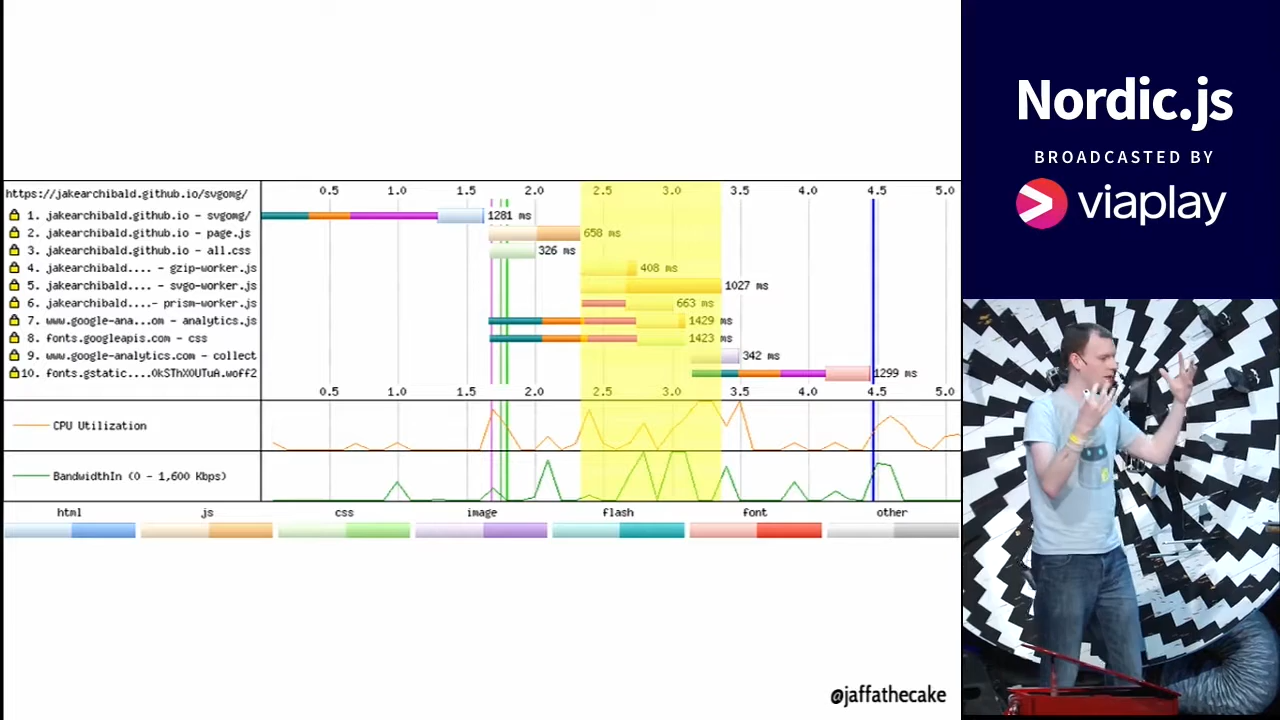 Nordic.js
BROADCASTED BY
viaplay
https://jakearchibald.github.io/svgomg/
0.5 1.0 1.5 2.0 2.5 3.0 3.5 4.0 4.5 5.0
1. jakearchibald.github.io - svgomg/ 1281 ms
2. jakearchibald.github.io - page.js 658 ms
3. jakearchibald.github.io - all.css 326 ms
4. jakearchibald.... - gzip-worker.js 408 ms
5. jakearchibald.... - svgo-worker.js 1027 ms
6. jakearchibald....- prism-worker.js 663 ms
7. www.google-ana...om - analytics.js 1429 ms
8. fonts.googleapis.com - css 1423 ms
9. www.google-analytics.com - collect 342 ms
10. fonts.gstatic....0kSThX0UTuA.woff2 1299 ms
0.5 1.0 1.5 2.0 2.5 3.0 3.5 4.0 4.5 5.0
CPU Utilization
BandwidthIn (0 - 1,600 Kbps)
html js css image flash font other
@jaffathecake